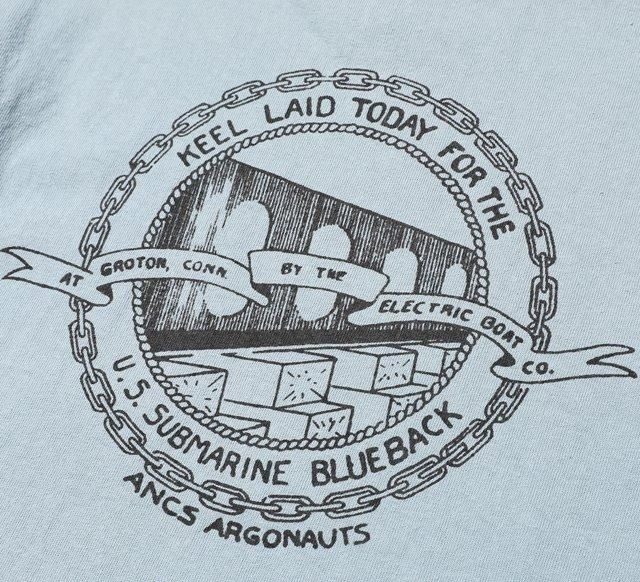 KEEL LAID TODAY FOR THE
AT GROTON, CONN. BY THE ELECTRIC BOAT CO.
U.S. SUBMARINE BLUEBACK
ANCS ARGONAUTS